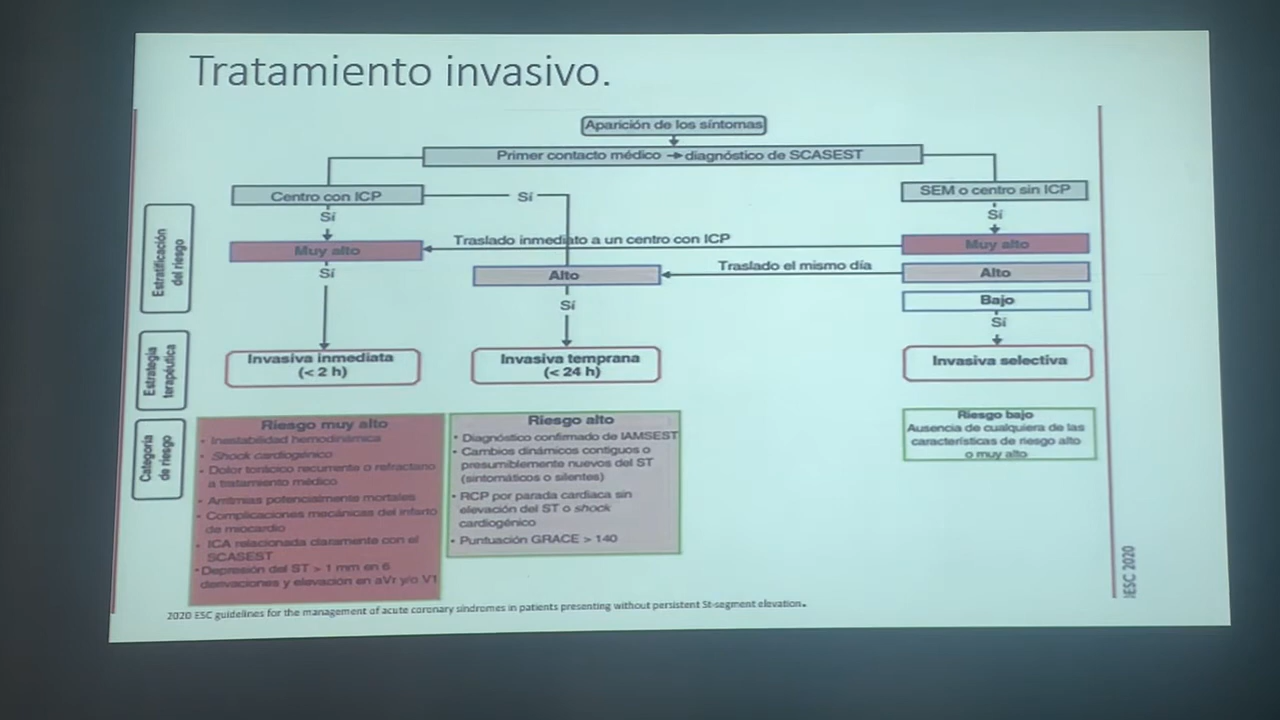 Tratamiento invasivo.
Aparición de los síntomas
Primer contacto médico → diagnóstico de SCASEST
Centro con ICP
Sí
SEM o centro sin ICP
Sí
Sí
Estratificación
del riesgo
Muy alto
Traslado inmediato a un centro con ICP
Muy alto
Sí
Alto
Traslado el mismo día
Alto
Sí
Bajo
Sí
Estrategia
terapéutica
Invasiva inmediata
(< 2 h)
Invasiva temprana
(< 24 h)
Invasiva selectiva
Categoría
de riesgo
Riesgo muy alto
• Inestabilidad hemodinámica
• Shock cardiogénico
• Dolor torácico recurrente o refractario
a tratamiento médico
• Arritmias potencialmente mortales
• Complicaciones mecánicas del infarto
de miocardio
• ICA relacionada claramente con el
SCASEST
• Depresión del ST > 1 mm en 6
derivaciones y elevación en aVr y/o V1
Riesgo alto
• Diagnóstico confirmado de IAMSEST
• Cambios dinámicos contiguos o
presumiblemente nuevos del ST
(sintomáticos o silentes)
• RCP por parada cardiaca sin
elevación del ST o shock
cardiogénico
• Puntuación GRACE > 140
Riesgo bajo
Ausencia de cualquiera de las
características de riesgo alto
o muy alto
ESC 2020
2020 ESC guidelines for the management of acute coronary síndromes in patients presenting without persistent St-segment elevation.